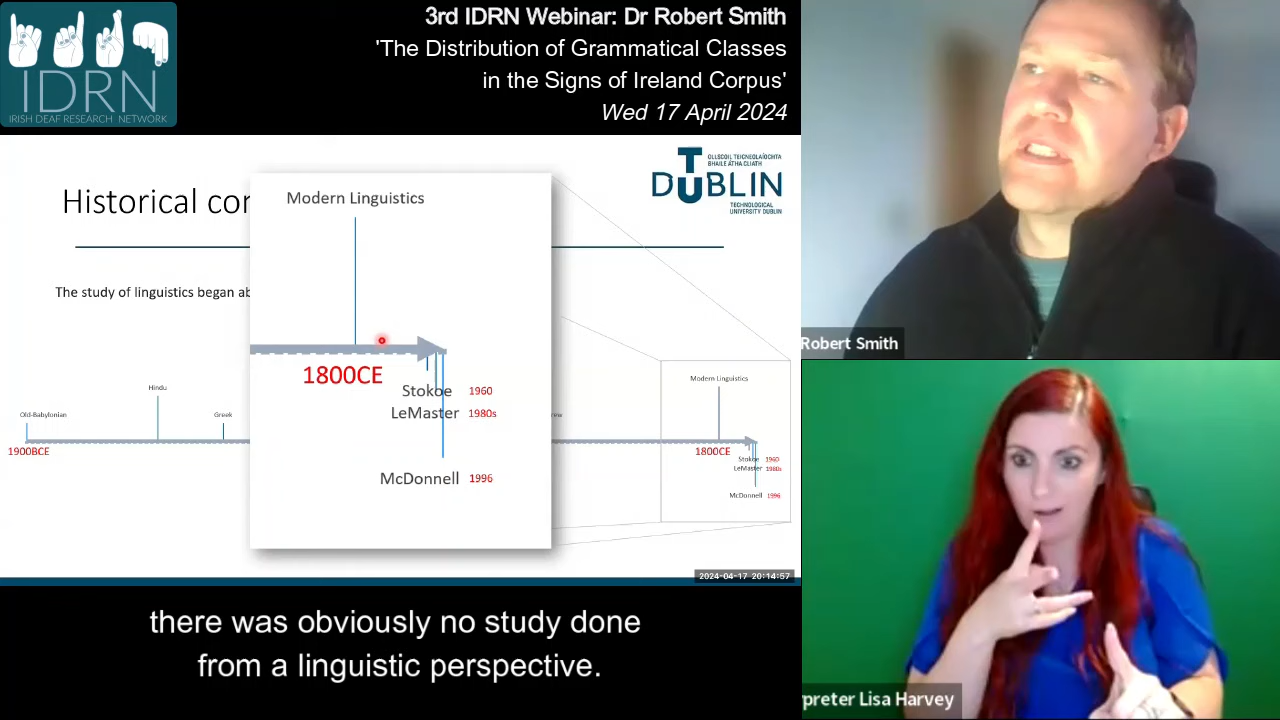 3rd IDRN Webinar: Dr Robert Smith
'The Distribution of Grammatical Classes
in the Signs of Ireland Corpus'
Wed 17 April 2024
IDRN
IRISH DEAF RESEARCH NETWORK
OLLSCOIL TEICNEOLAÍOCHTA
BHAILE ÁTHA CLIATH
TU DUBLIN
TECHNOLOGICAL
UNIVERSITY DUBLIN
Historical con
Modern Linguistics
The study of linguistics began ab
1800CE
Stokoe 1960
LeMaster 1980s
McDonnell 1996
Hindu
Old-Babylonian
Greek
1900BCE
Modern Linguistics
1800CE
Stokoe 1960
LeMaster 1980s
McDonnell 1996
2024-04-17 20:14:57
there was obviously no study done
from a linguistic perspective.
Robert Smith
rpreter Lisa Harvey